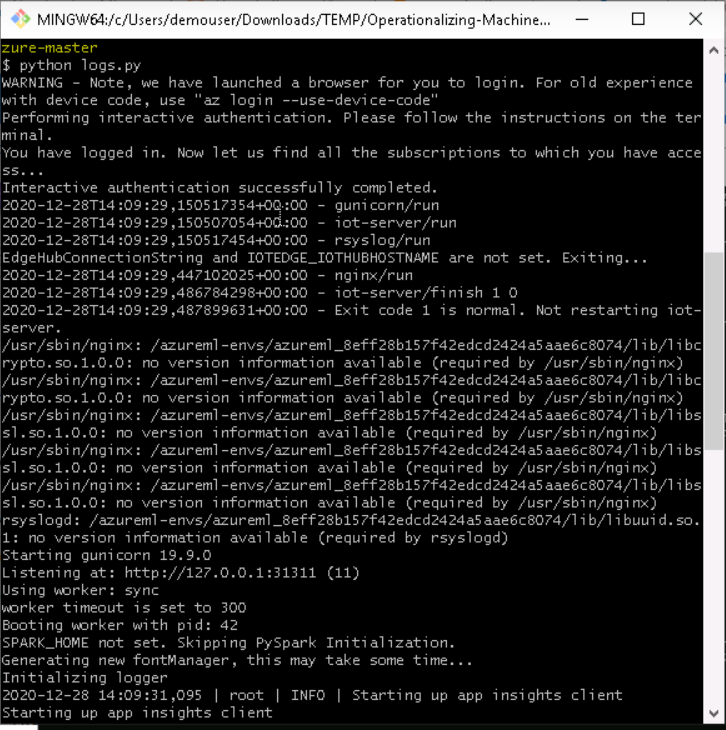 MINGW64:/c/Users/demouser/Downloads/TEMP/Operationalizing-Machine...
zure-master
$ python logs.py
WARNING - Note, we have launched a browser for you to login. For old experience
with device code, use "az login --use-device-code"
Performing interactive authentication. Please follow the instructions on the ter
minal.
You have logged in. Now let us find all the subscriptions to which you have acce
ss...
Interactive authentication successfully completed.
2020-12-28T14:09:29,150517354+00:00 - gunicorn/run
2020-12-28T14:09:29,150507054+00:00 - iot-server/run
2020-12-28T14:09:29,150517454+00:00 - rsyslog/run
EdgeHubConnectionString and IOTEDGE_IOTHUBHOSTNAME are not set. Exiting...
2020-12-28T14:09:29,447102025+00:00 - nginx/run
2020-12-28T14:09:29,486784298+00:00 - iot-server/finish 1 0
2020-12-28T14:09:29,487899631+00:00 - Exit code 1 is normal. Not restarting iot-
server.
/usr/sbin/nginx: /azureml-envs/azureml_8eff28b157f42edcd2424a5aae6c8074/lib/libc
rypto.so.1.0.0: no version information available (required by /usr/sbin/nginx)
/usr/sbin/nginx: /azureml-envs/azureml_8eff28b157f42edcd2424a5aae6c8074/lib/libc
rypto.so.1.0.0: no version information available (required by /usr/sbin/nginx)
/usr/sbin/nginx: /azureml-envs/azureml_8eff28b157f42edcd2424a5aae6c8074/lib/libs
sl.so.1.0.0: no version information available (required by /usr/sbin/nginx)
/usr/sbin/nginx: /azureml-envs/azureml_8eff28b157f42edcd2424a5aae6c8074/lib/libs
sl.so.1.0.0: no version information available (required by /usr/sbin/nginx)
/usr/sbin/nginx: /azureml-envs/azureml_8eff28b157f42edcd2424a5aae6c8074/lib/libs
sl.so.1.0.0: no version information available (required by /usr/sbin/nginx)
rsyslogd: /azureml-envs/azureml_8eff28b157f42edcd2424a5aae6c8074/lib/libuuid.so.
1: no version information available (required by rsyslogd)
Starting gunicorn 19.9.0
Listening at: http://127.0.0.1:31311 (11)
Using worker: sync
worker timeout is set to 300
Booting worker with pid: 42
SPARK_HOME not set. Skipping PySpark Initialization.
Generating new fontManager, this may take some time...
Initializing logger
2020-12-28 14:09:31,095 | root | INFO | Starting up app insights client
Starting up app insights client